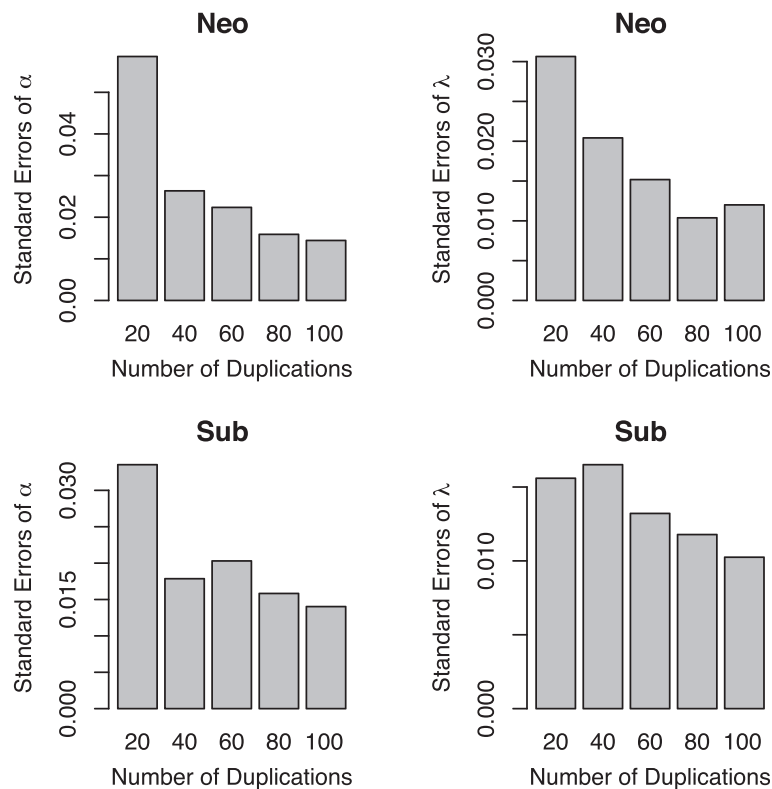 Neo
Standard Errors of α
0.00 0.02 0.04
20 40 60 80 100
Number of Duplications
Neo
Standard Errors of λ
0.000 0.010 0.020 0.030
20 40 60 80 100
Number of Duplications
Sub
Standard Errors of α
0.000 0.015 0.030
20 40 60 80 100
Number of Duplications
Sub
Standard Errors of λ
0.000 0.010
20 40 60 80 100
Number of Duplications